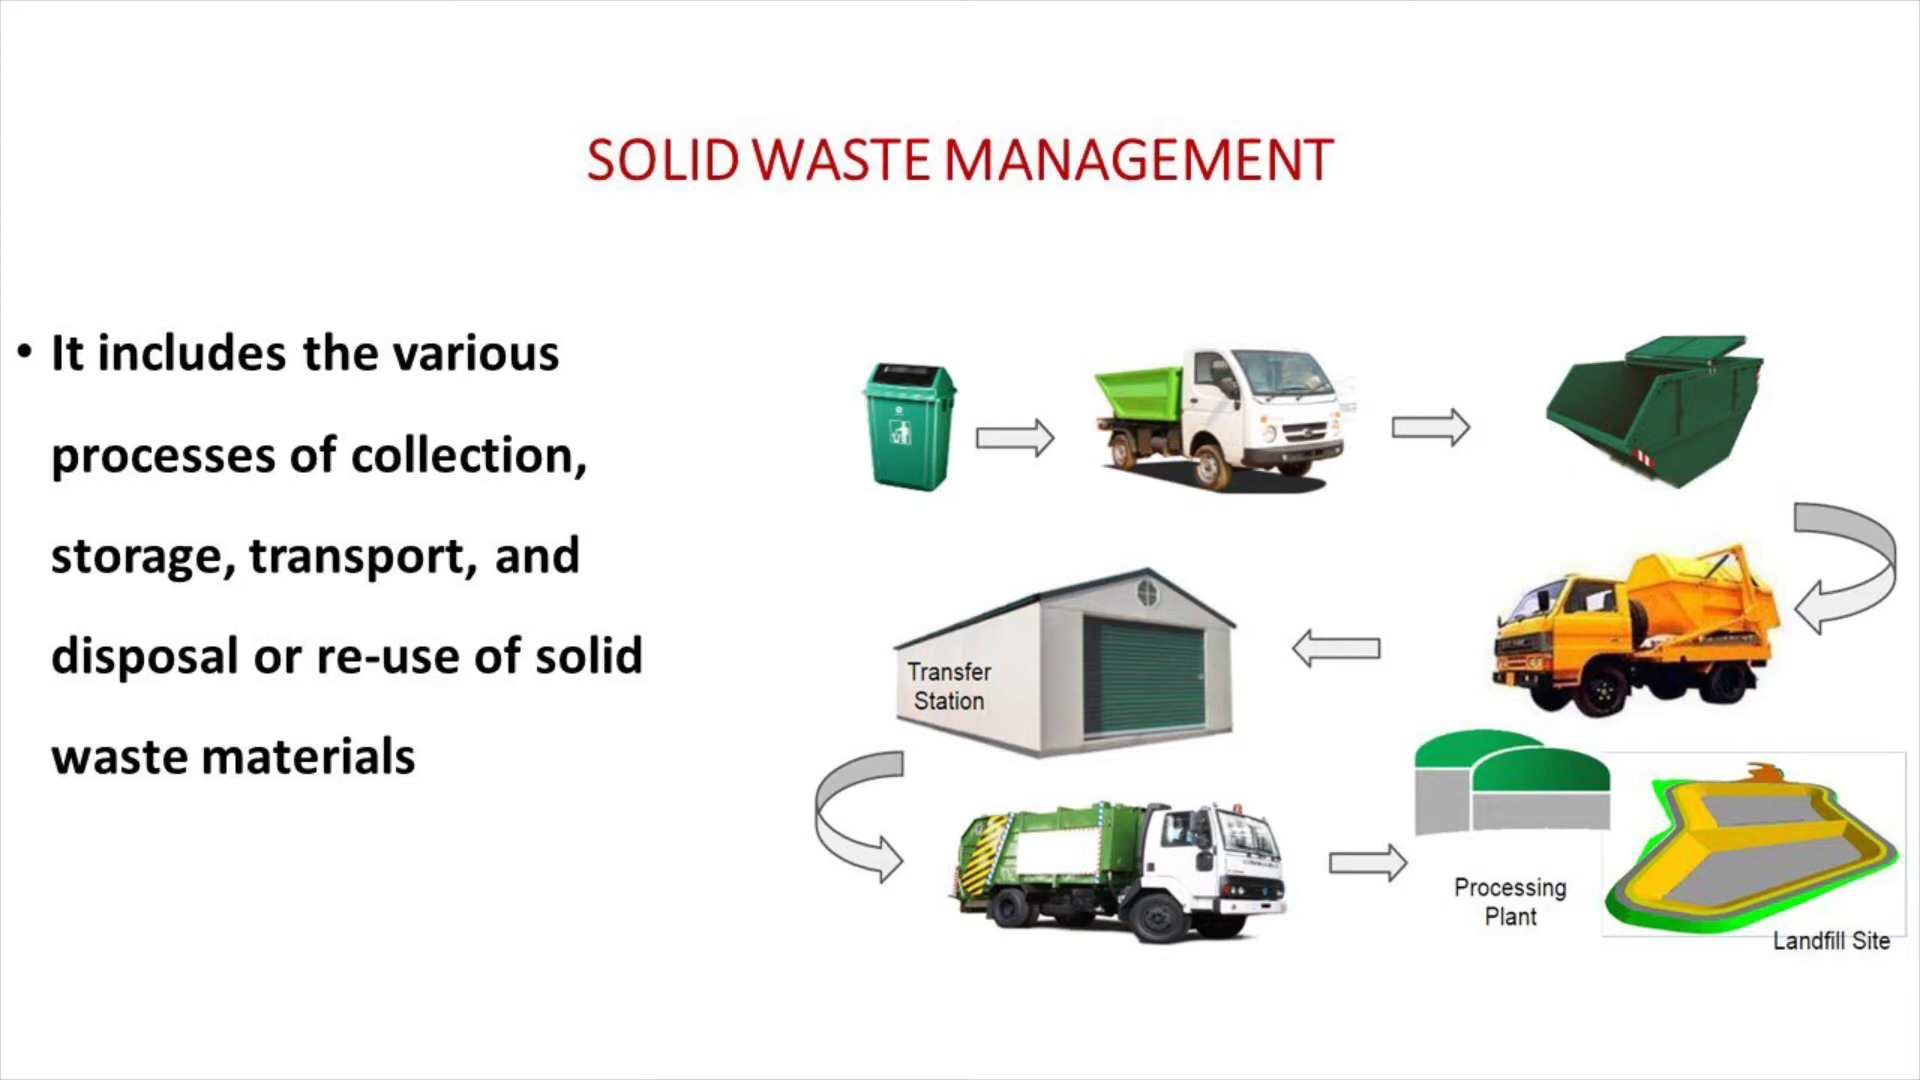 SOLID WASTE MANAGEMENT
• It includes the various
processes of collection,
storage, transport, and
disposal or re-use of solid
waste materials
Transfer
Station
Processing
Plant
Landfill Site